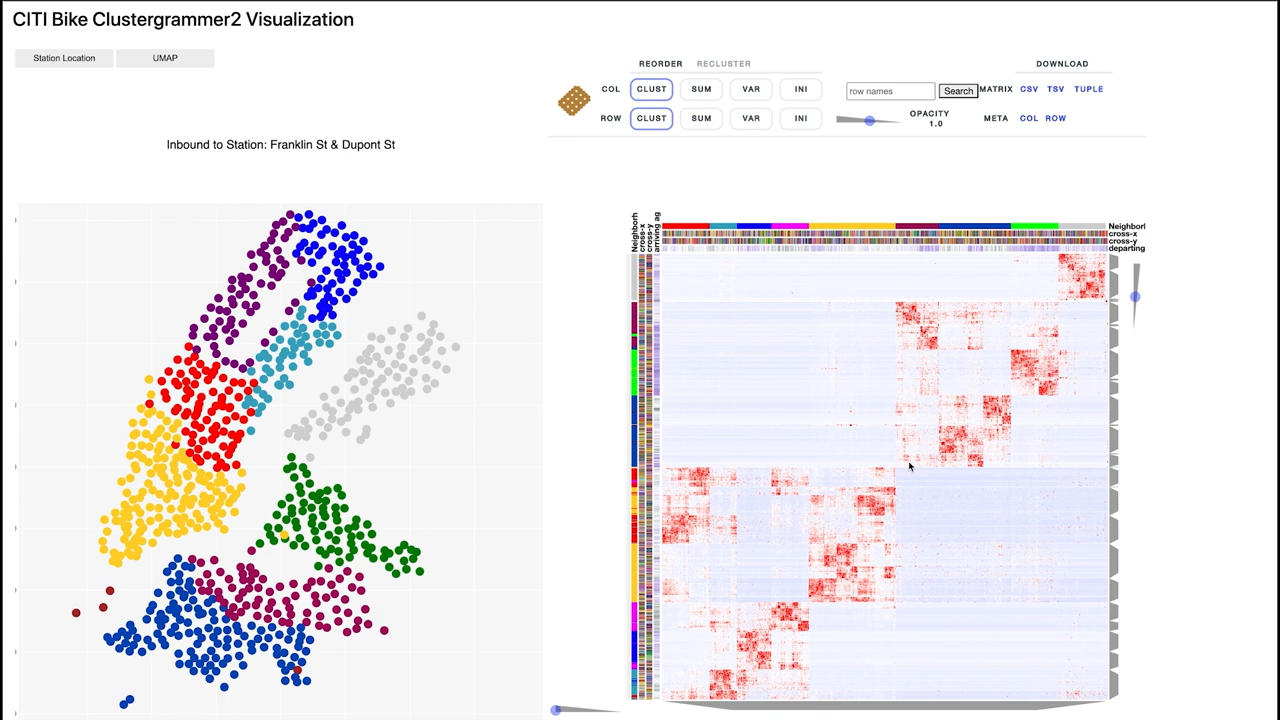 CITI Bike Clustergrammer2 Visualization
Station Location UMAP
REORDER RECLUSTER DOWNLOAD
COL CLUST SUM VAR INI row names Search MATRIX CSV TSV TUPLE
ROW CLUST SUM VAR INI OPACITY 1.0 META COL ROW
Inbound to Station: Franklin St & Dupont St
Neighborh
cross-x
cross-y
arriving ag
Neighborl
cross-x
cross-y
departing